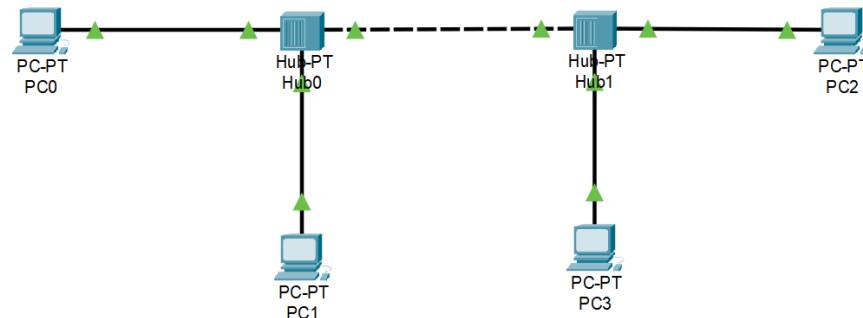 PC-PT
PC0
Hub-PT
Hub0
Hub-PT
Hub1
PC-PT
PC2
PC-PT
PC1
PC-PT
PC3